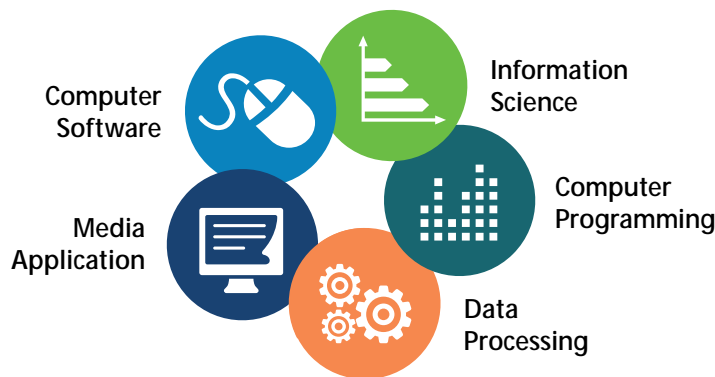 Computer
Software
Information
Science
Computer
Programming
Media
Application
Data
Processing